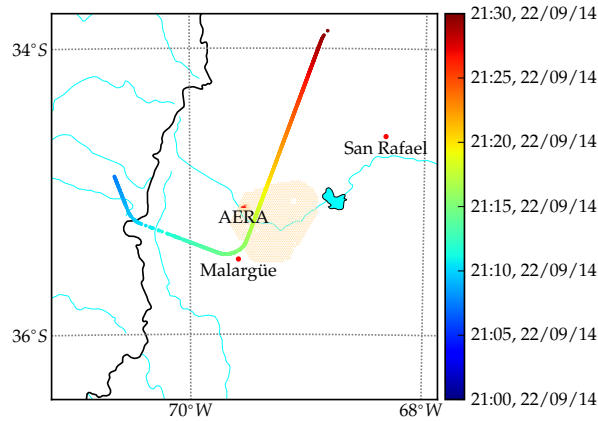 34°S
36°S
70°W
68°W
San Rafael
AERA
Malargüe
21:30, 22/09/14
21:25, 22/09/14
21:20, 22/09/14
21:15, 22/09/14
21:10, 22/09/14
21:05, 22/09/14
21:00, 22/09/14